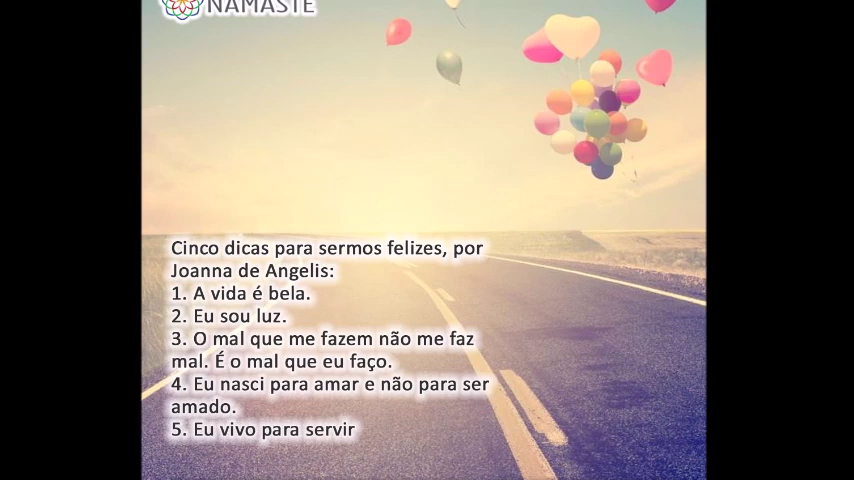 NAMASTÊ
Cinco dicas para sermos felizes, por
Joanna de Angelis:
1. A vida é bela.
2. Eu sou luz.
3. O mal que me fazem não me faz
mal. É o mal que eu faço.
4. Eu nasci para amar e não para ser
amado.
5. Eu vivo para servir